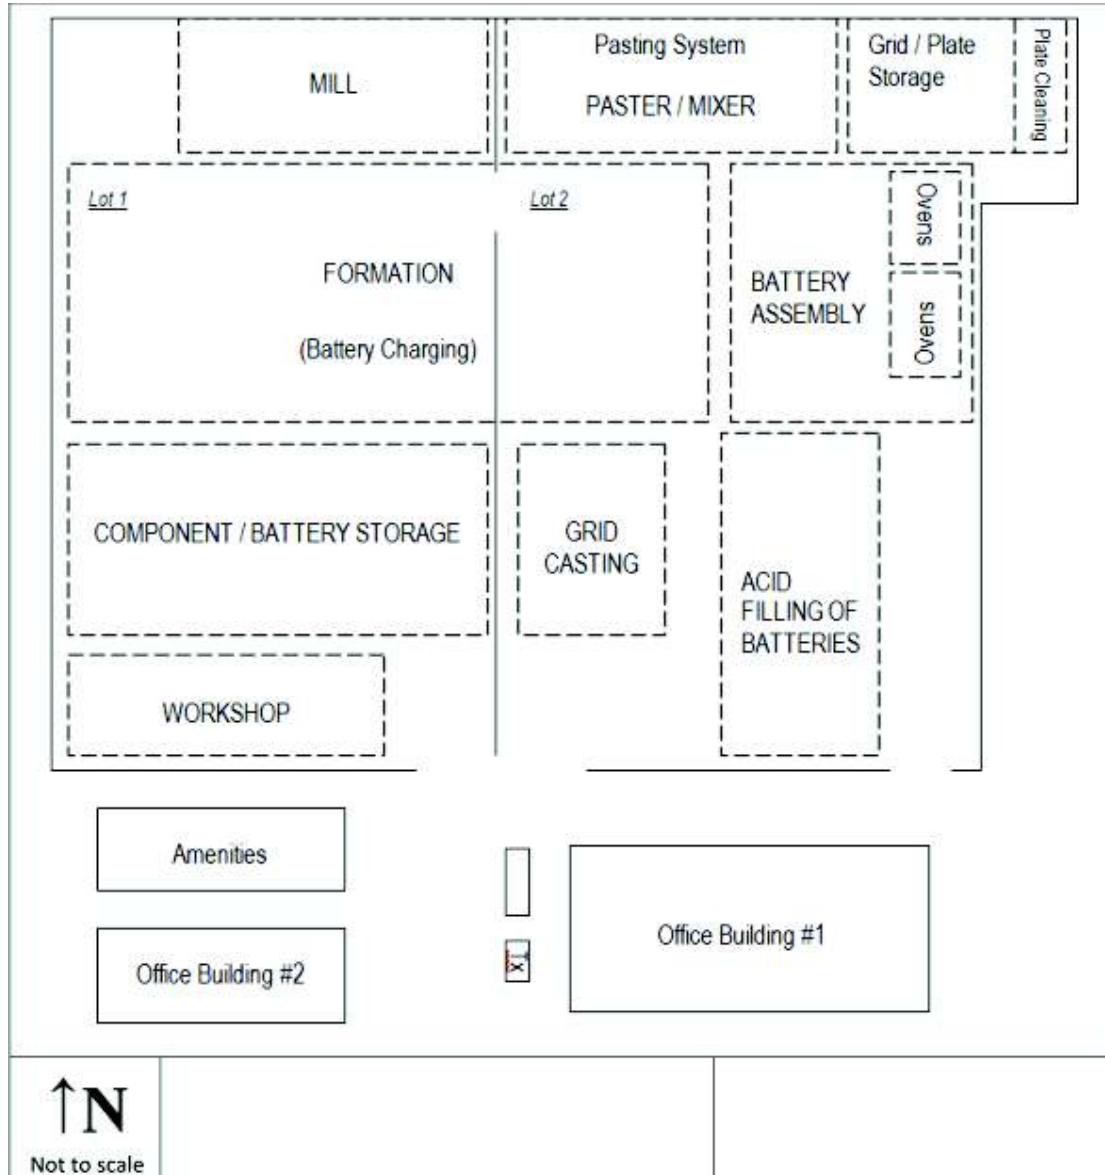 MILL
Pasting System
PASTER / MIXER
Grid / Plate
Storage
Plate Cleaning
Lot 1
Lot 2
FORMATION
(Battery Charging)
BATTERY
ASSEMBLY
Ovens
Ovens
COMPONENT / BATTERY STORAGE
GRID
CASTING
ACID
FILLING OF
BATTERIES
WORKSHOP
Amenities
Office Building #2
Tx
Office Building #1
↑N
Not to scale